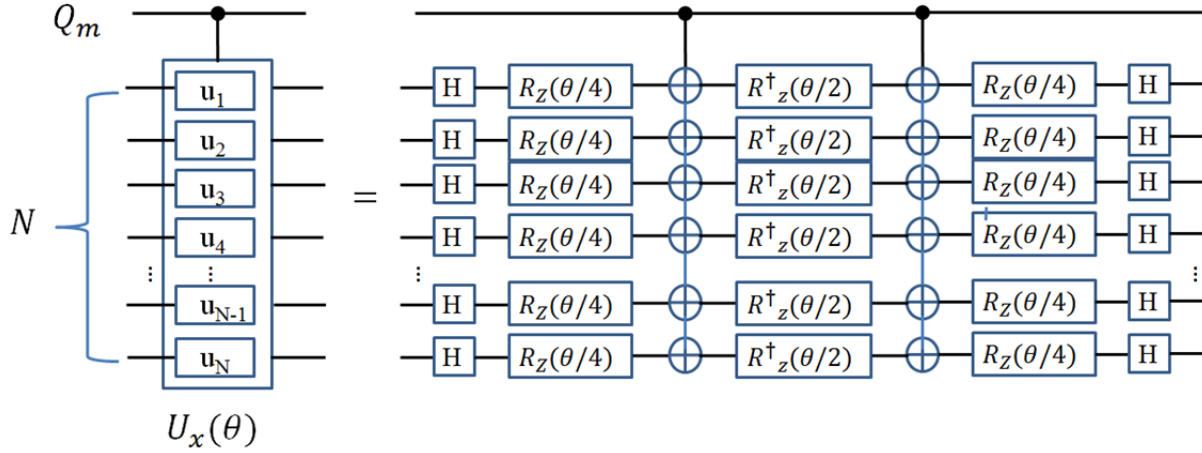 Q_m
u_1 H R_Z(θ/4) R^†_z(θ/2) R_Z(θ/4) H
u_2 H R_Z(θ/4) R^†_z(θ/2) R_Z(θ/4) H
u_3 H R_Z(θ/4) R^†_z(θ/2) R_Z(θ/4) H
N =
u_4 H R_Z(θ/4) R^†_z(θ/2) R_Z(θ/4) H
⋮ ⋮ ⋮ ⋮
u_{N-1} H R_Z(θ/4) R^†_z(θ/2) R_Z(θ/4) H
u_N H R_Z(θ/4) R^†_z(θ/2) R_Z(θ/4) H
U_x(θ)